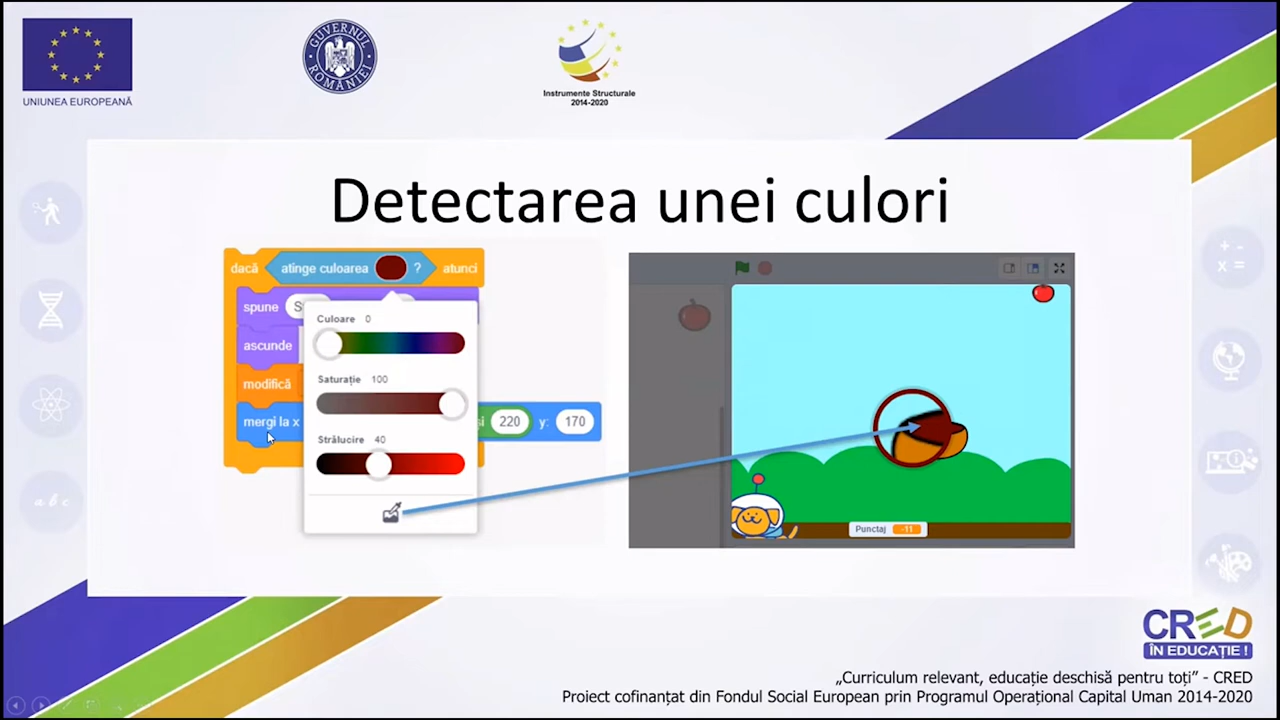 UNIUNEA EUROPEANĂ
GUVERNUL ROMÂNIEI
Instrumente Structurale
2014-2020
Detectarea unei culori
dacă atinge culoarea ? atunci
spune S
ascunde
modifică
mergi la x și 220 y: 170
Culoare 0
Saturație 100
Strălucire 40
Punctaj -11
+ -
x =
a b c
CRED
ÎN EDUCAȚIE !
„Curriculum relevant, educație deschisă pentru toți” - CRED
Proiect cofinanțat din Fondul Social European prin Programul Operațional Capital Uman 2014-2020